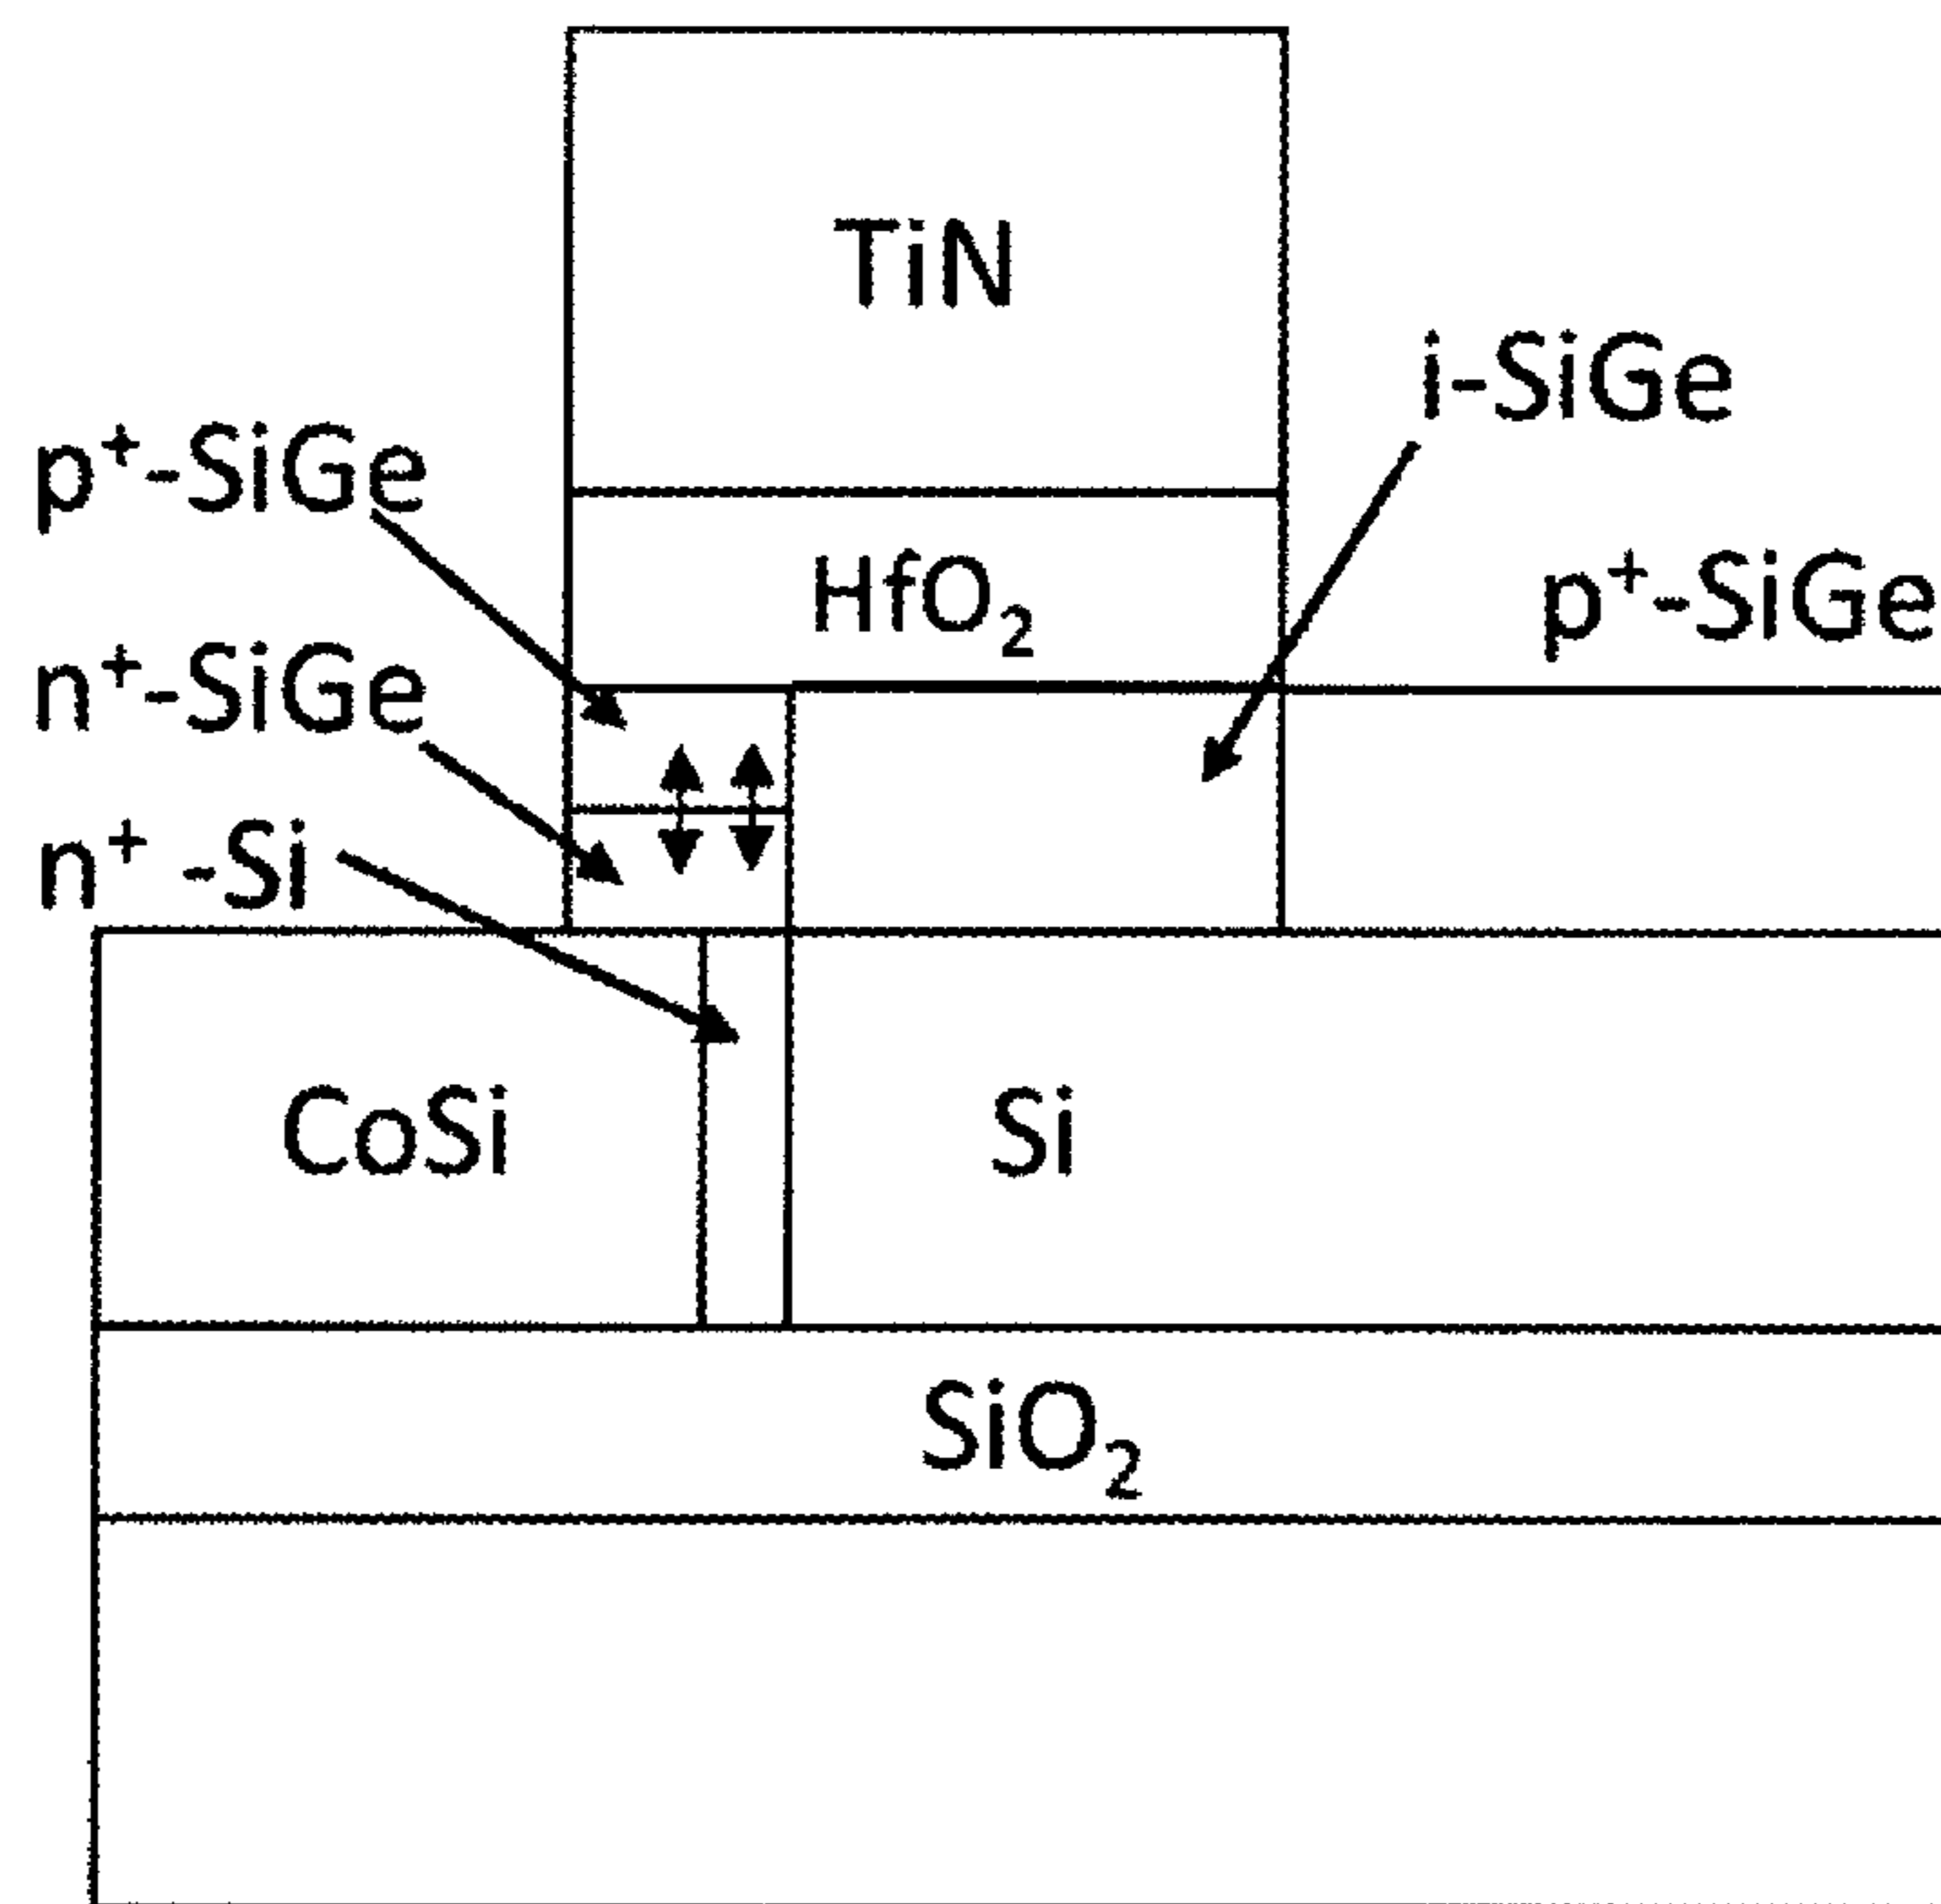 TiN
i-SiGe
p⁺-SiGe
HfO₂
p⁺-SiGe
n⁺-SiGe
n⁺ -Si
CoSi
Si
SiO₂